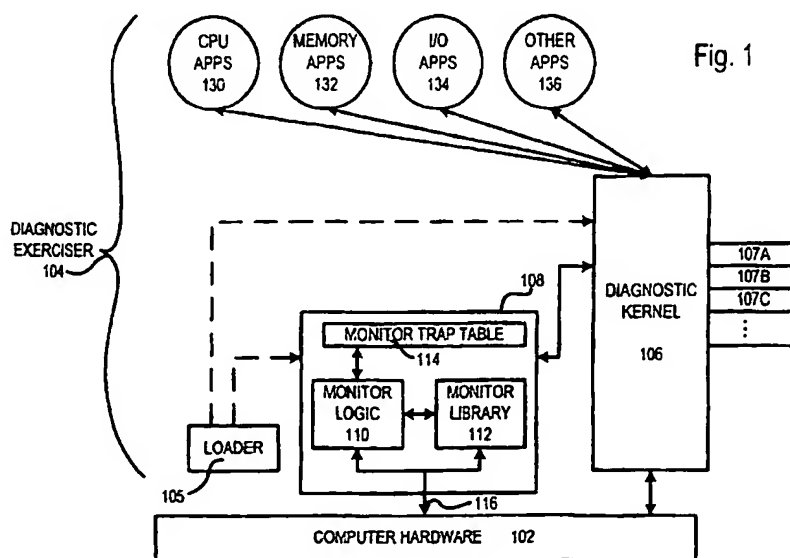 CPU
APPS
130
MEMORY
APPS
132
I/O
APPS
134
OTHER
APPS
136
Fig. 1
DIAGNOSTIC
EXERCISER
104
107A
107B
107C
⋮
DIAGNOSTIC
KERNEL
106
108
MONITOR TRAP TABLE
114
MONITOR
LOGIC
110
MONITOR
LIBRARY
112
LOADER
105
116
COMPUTER HARDWARE 102